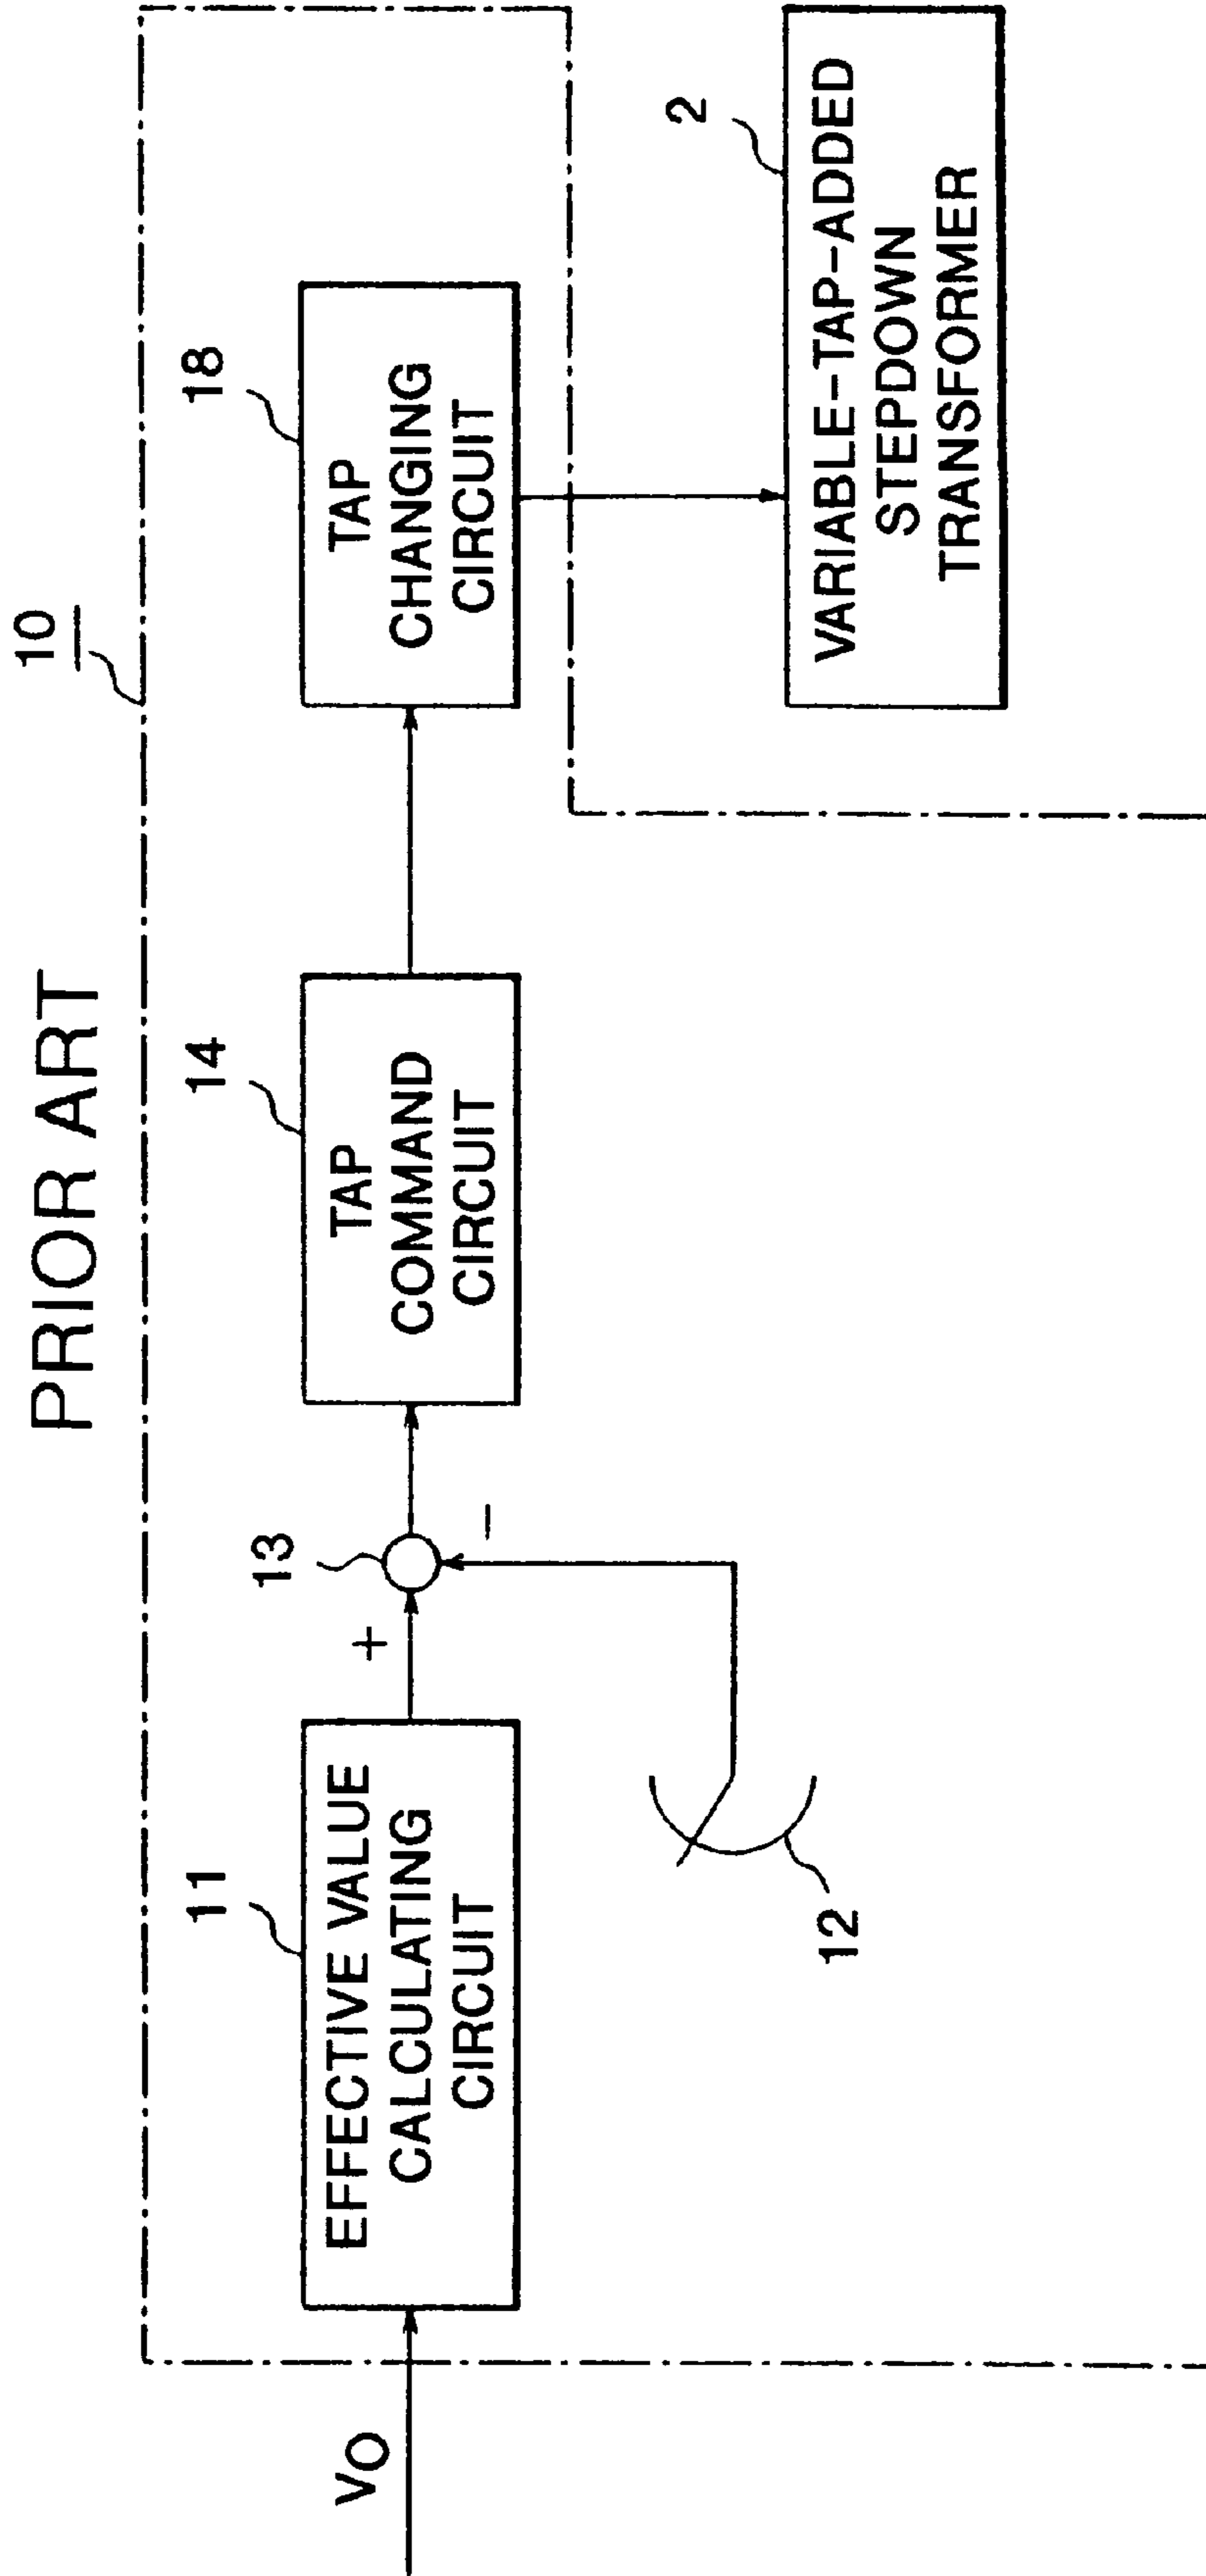 PRIOR ART
10
11
EFFECTIVE VALUE
CALCULATING
CIRCUIT
13
+
-
12
14
TAP
COMMAND
CIRCUIT
18
TAP
CHANGING
CIRCUIT
2
VARIABLE-TAP-ADDED
STEPDOWN
TRANSFORMER
VO